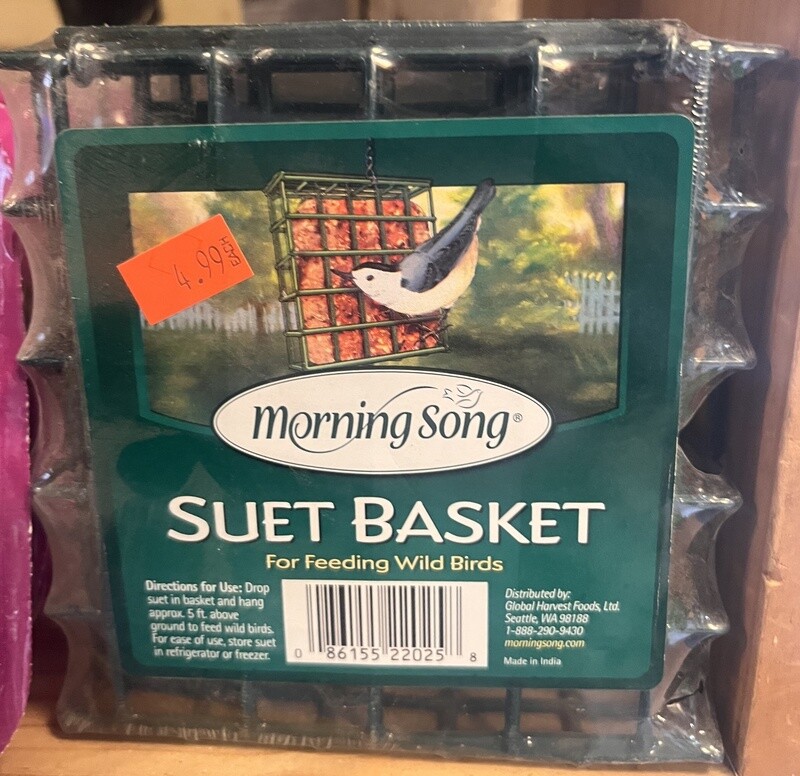 4.99 EACH
Morning Song®
SUET BASKET
For Feeding Wild Birds
Directions for Use: Drop
suet in basket and hang
approx. 5 ft. above
ground to feed wild birds.
For ease of use, store suet
in refrigerator or freezer.
0 86155 22025 8
Distributed by:
Global Harvest Foods, Ltd.
Seattle, WA 98188
1-888-290-9430
morningsong.com
Made in India